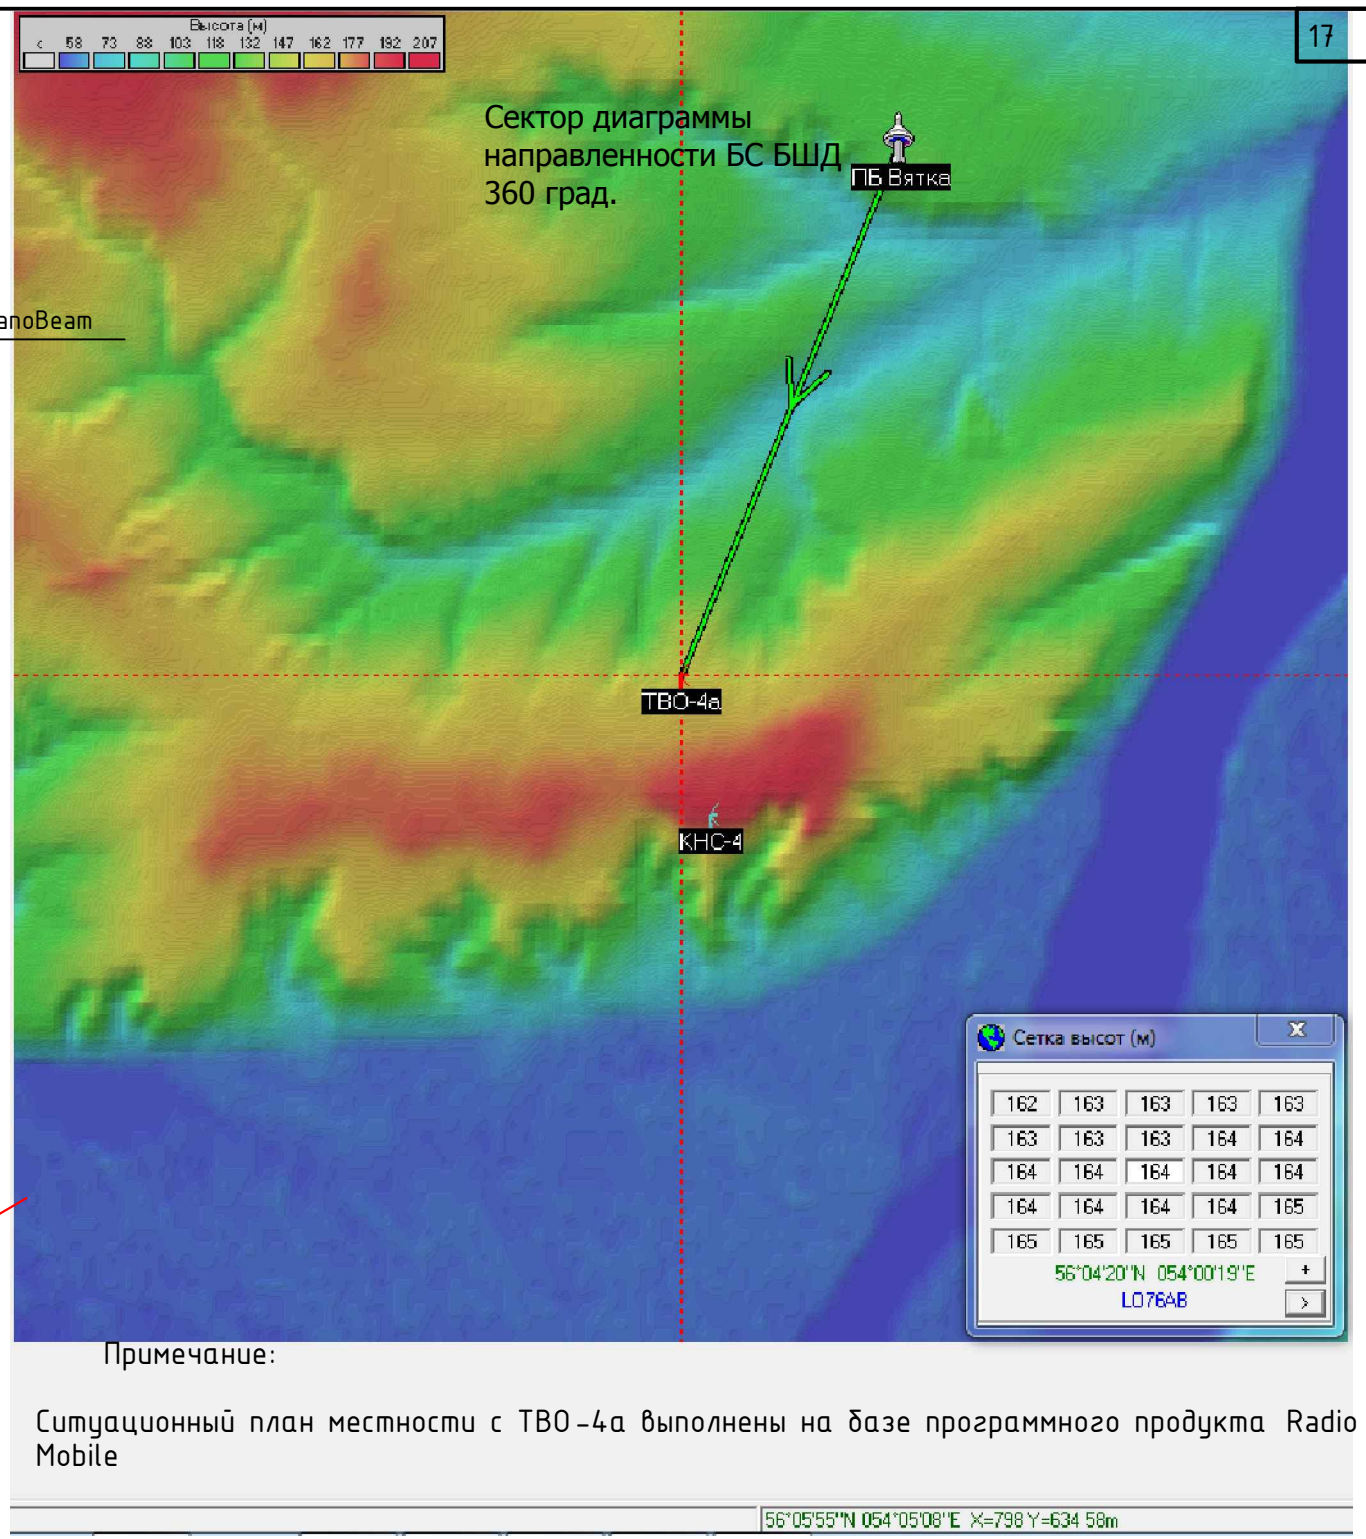 Высота (м)
< 58 73 88 103 118 132 147 162 177 192 207
17
Сектор диаграммы
направленности БС БШД
360 град.
ПБ Вятка
anoBeam
ТВО-4а
КНС-4
Сетка высот (м)
162 163 163 163 163
163 163 163 164 164
164 164 164 164 164
164 164 164 164 165
165 165 165 165 165
56°04'20"N 054°00'19"E +
LO76AB >
Примечание:
Ситуационный план местности с ТВО-4а выполнены на базе программного продукта Radio
Mobile
56°05'55"N 054°05'08"E X=798 Y=634 58m